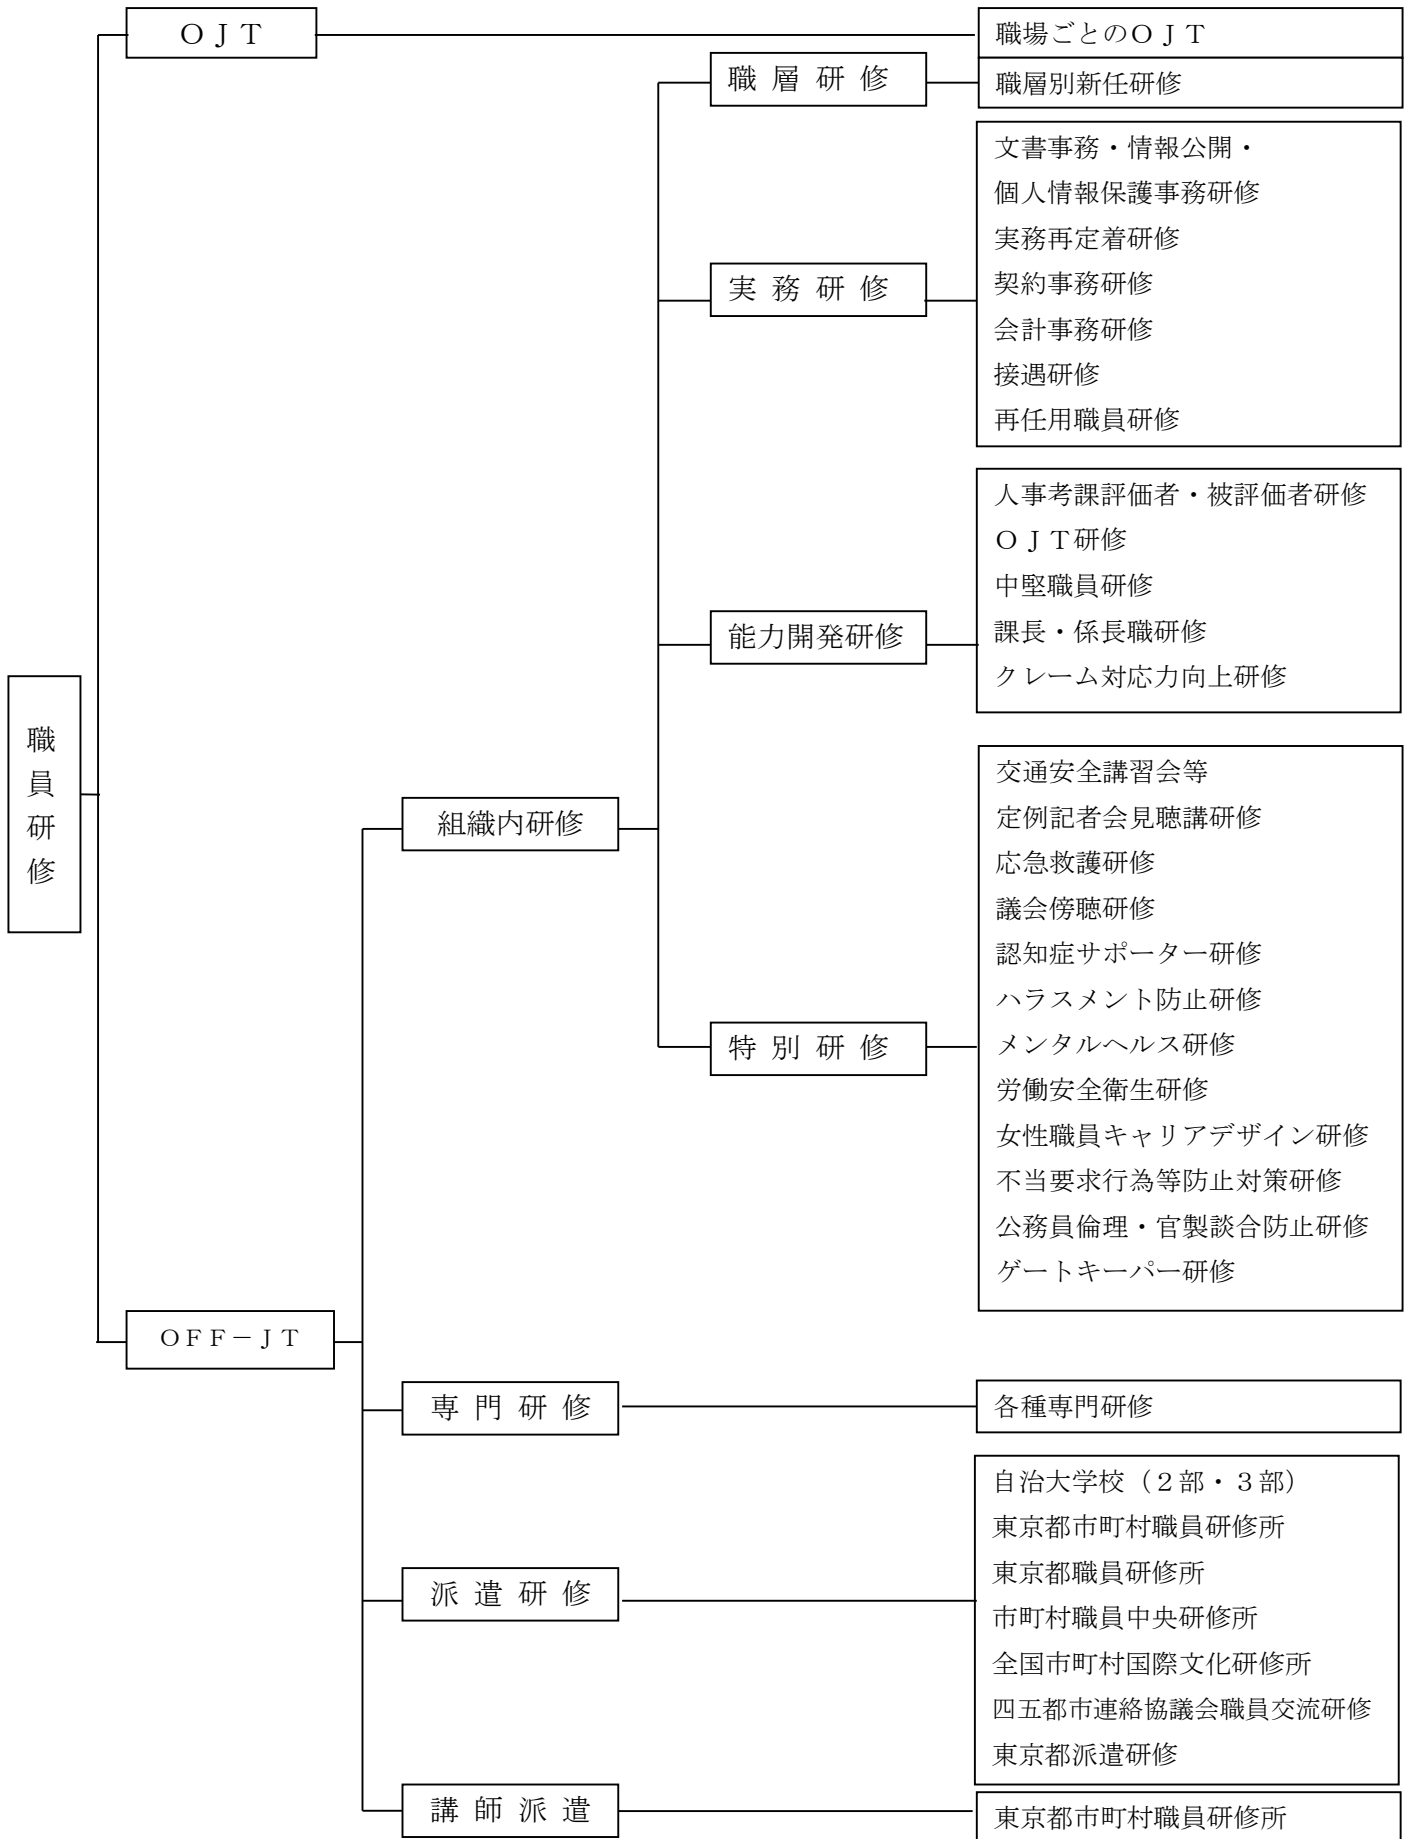 職員研修
ＯＪＴ
職場ごとのＯＪＴ
ＯＦＦ－ＪＴ
組織内研修
職層研修
職層別新任研修
実務研修
文書事務・情報公開・
個人情報保護事務研修
実務再定着研修
契約事務研修
会計事務研修
接遇研修
再任用職員研修
能力開発研修
人事考課評価者・被評価者研修
ＯＪＴ研修
中堅職員研修
課長・係長職研修
クレーム対応力向上研修
特別研修
交通安全講習会等
定例記者会見聴講研修
応急救護研修
議会傍聴研修
認知症サポーター研修
ハラスメント防止研修
メンタルヘルス研修
労働安全衛生研修
女性職員キャリアデザイン研修
不当要求行為等防止対策研修
公務員倫理・官製談合防止研修
ゲートキーパー研修
専門研修
各種専門研修
派遣研修
自治大学校（２部・３部）
東京都市町村職員研修所
東京都職員研修所
市町村職員中央研修所
全国市町村国際文化研修所
四五都市連絡協議会職員交流研修
東京都派遣研修
講師派遣
東京都市町村職員研修所